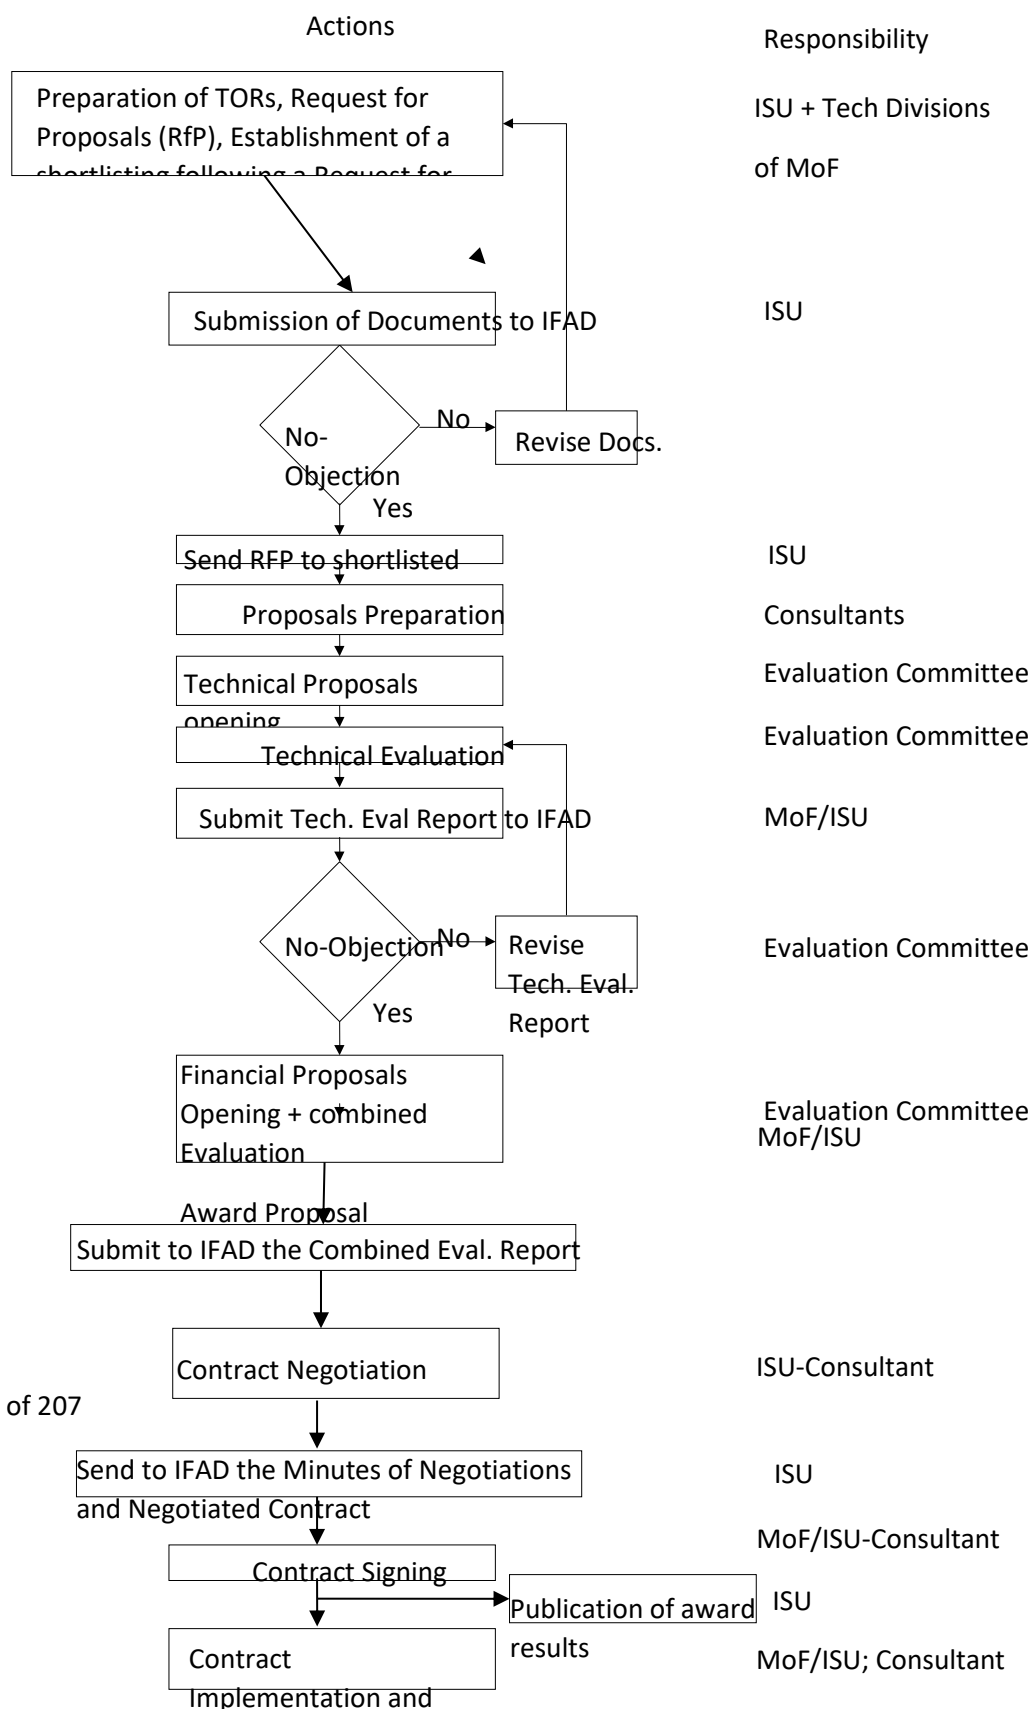 Actions
Responsibility
Preparation of TORs, Request for
Proposals (RfP), Establishment of a
shortlisting following a Request for
ISU + Tech Divisions
of MoF
Submission of Documents to IFAD
ISU
No
No-
Objection
Revise Docs.
Yes
Send RFP to shortlisted
ISU
Proposals Preparation
Consultants
Technical Proposals
opening
Evaluation Committee
Technical Evaluation
Evaluation Committee
Submit Tech. Eval Report to IFAD
MoF/ISU
No-Objection
No
Revise
Tech. Eval.
Report
Evaluation Committee
Yes
Financial Proposals
Opening + combined
Evaluation
Evaluation Committee
MoF/ISU
Award Proposal
Submit to IFAD the Combined Eval. Report
Contract Negotiation
ISU-Consultant
of 207
Send to IFAD the Minutes of Negotiations
and Negotiated Contract
ISU
MoF/ISU-Consultant
Contract Signing
Publication of award
results
ISU
Contract
Implementation and
MoF/ISU; Consultant